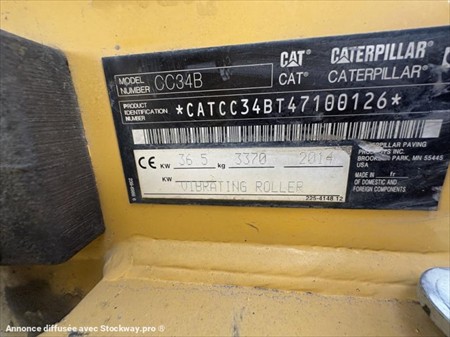 CAT CATERPILLAR
CAT® CATERPILLAR®
MODEL NUMBER CC34B
PRODUCT IDENTIFICATION NUMBER *CATCC34BT47100126*
CE KW 36.5 kg 3370 2014
KW
VIBRATING ROLLER
CATERPILLAR PAVING
PRODUCTS INC.
BROOKLYN PARK, MN 55445
USA
MADE IN fr
OF DOMESTIC AND
FOREIGN COMPONENTS
225-4148 T2
Annonce diffusée avec Stockway.pro ®